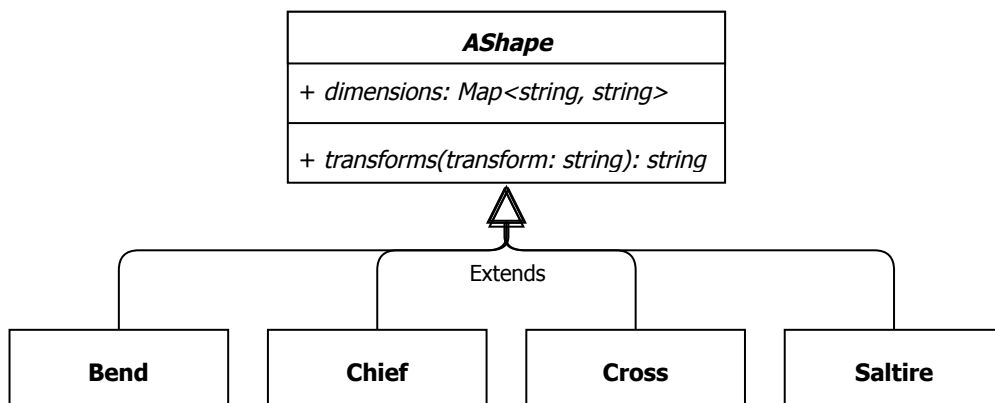 AShape
+ dimensions: Map<string, string>
+ transforms(transform: string): string
Extends
Bend
Chief
Cross
Saltire